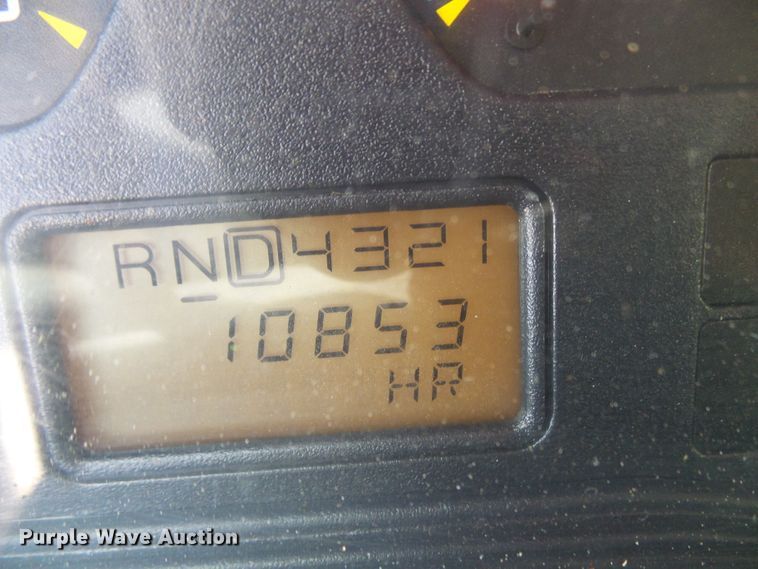 RND4321
10853
HR
Purple Wave Auction